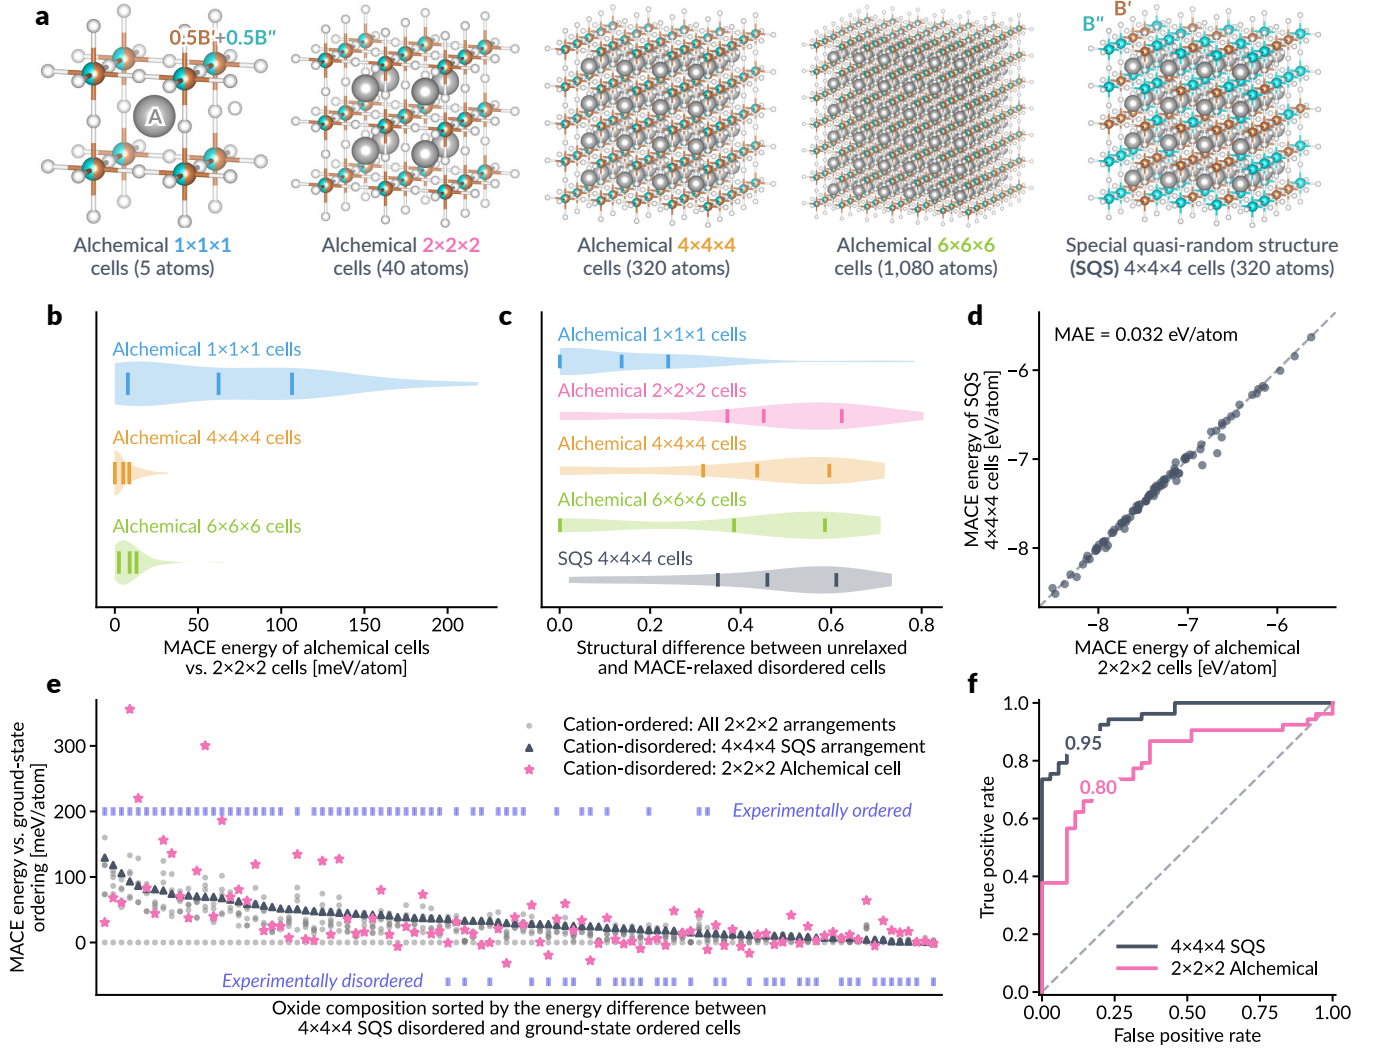 a
0.5B′+0.5B″
A
B′
B″
Alchemical 1×1×1
cells (5 atoms)
Alchemical 2×2×2
cells (40 atoms)
Alchemical 4×4×4
cells (320 atoms)
Alchemical 6×6×6
cells (1,080 atoms)
Special quasi-random structure
(SQS) 4×4×4 cells (320 atoms)
b
Alchemical 1×1×1 cells
Alchemical 4×4×4 cells
Alchemical 6×6×6 cells
0
50
100
150
200
MACE energy of alchemical cells
vs. 2×2×2 cells [meV/atom]
c
Alchemical 1×1×1 cells
Alchemical 2×2×2 cells
Alchemical 4×4×4 cells
Alchemical 6×6×6 cells
SQS 4×4×4 cells
0.0
0.2
0.4
0.6
0.8
Structural difference between unrelaxed
and MACE-relaxed disordered cells
d
MAE = 0.032 eV/atom
MACE energy of SQS
4×4×4 cells [eV/atom]
−6
−7
−8
−8
−7
−6
MACE energy of alchemical
2×2×2 cells [eV/atom]
e
MACE energy vs. ground-state
ordering [meV/atom]
300
200
100
0
Cation-ordered: All 2×2×2 arrangements
Cation-disordered: 4×4×4 SQS arrangement
Cation-disordered: 2×2×2 Alchemical cell
Experimentally ordered
Experimentally disordered
Oxide composition sorted by the energy difference between
4×4×4 SQS disordered and ground-state ordered cells
f
True positive rate
1.0
0.8
0.6
0.4
0.2
0.0
0.95
0.80
4×4×4 SQS
2×2×2 Alchemical
0.00
0.25
0.50
0.75
1.00
False positive rate